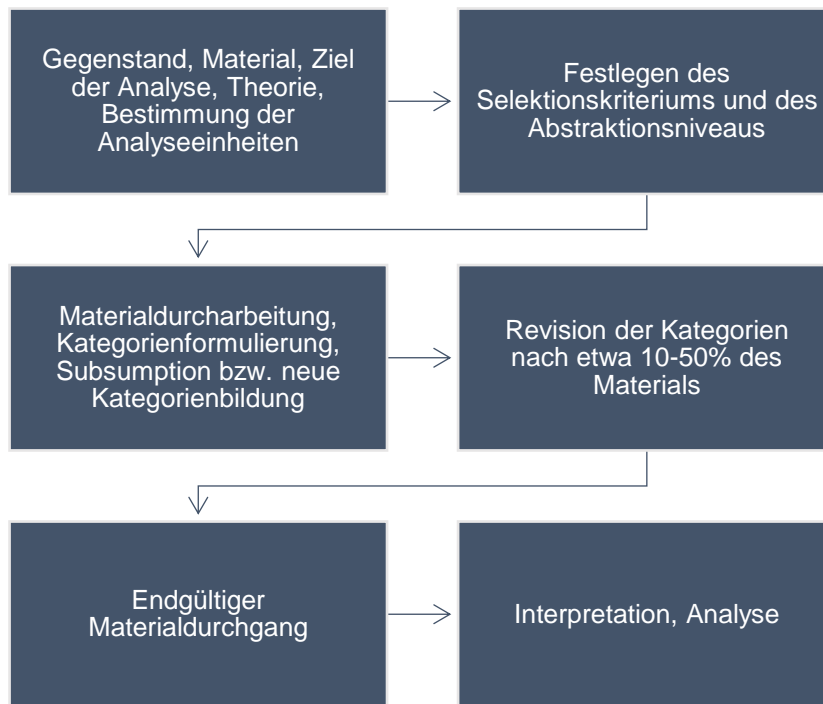 Gegenstand, Material, Ziel
der Analyse, Theorie,
Bestimmung der
Analyseeinheiten
Festlegen des
Selektionskriteriums und des
Abstraktionsniveaus
Materialdurcharbeitung,
Kategorienformulierung,
Subsumption bzw. neue
Kategorienbildung
Revision der Kategorien
nach etwa 10-50% des
Materials
Endgültiger
Materialdurchgang
Interpretation, Analyse